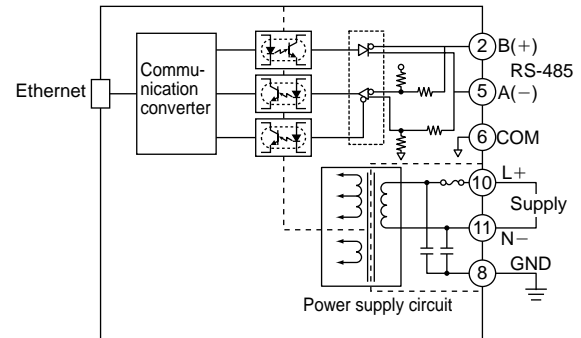 Ethernet
Commu-
nication
converter
2 B(+)
RS-485
5 A(−)
6 COM
10 L+
Supply
11 N−
8 GND
Power supply circuit